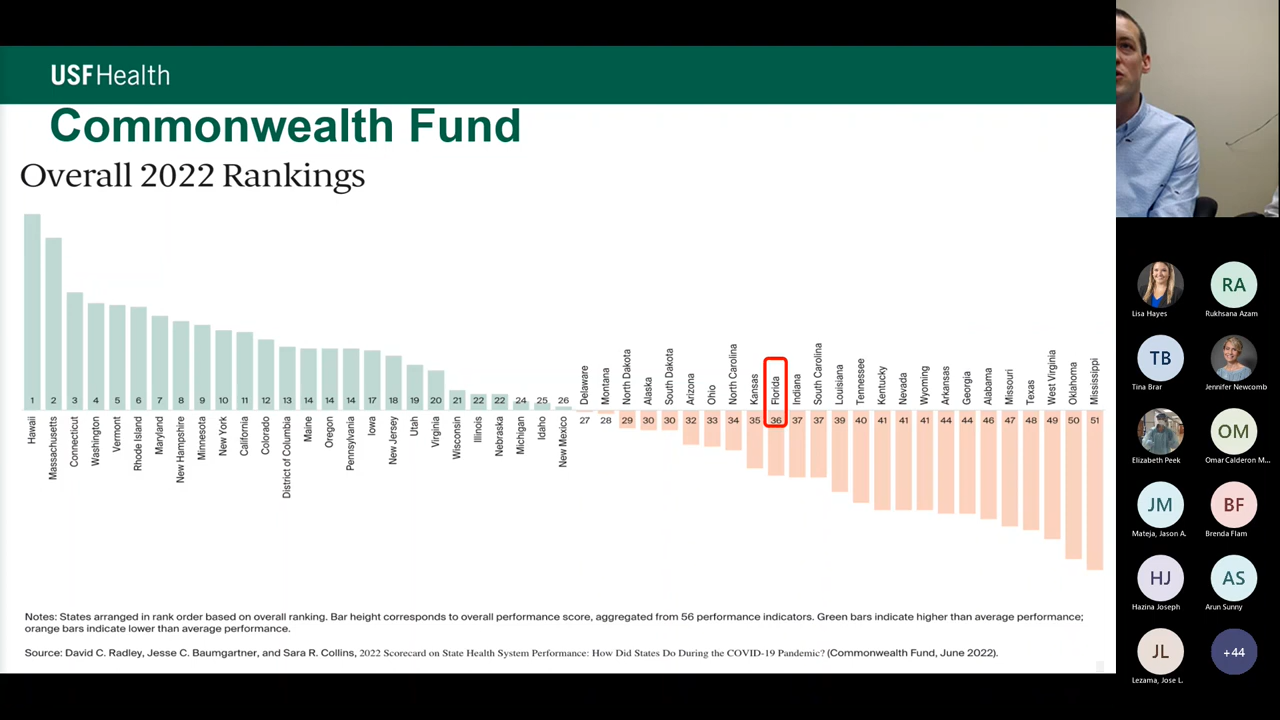 USF Health
Commonwealth Fund
Overall 2022 Rankings
Delaware
Montana
North Dakota
Alaska
South Dakota
Arizona
Ohio
North Carolina
Kansas
Florida
Indiana
South Carolina
Louisiana
Tennessee
Kentucky
Nevada
Wyoming
Arkansas
Georgia
Alabama
Missouri
Texas
West Virginia
Oklahoma
Mississippi
1 2 3 4 5 6 7 8 9 10 11 12 13 14 14 14 17 18 19 20 21 22 22 24 25 26
27 28 29 30 30 32 33 34 35 36 37 37 39 40 41 41 41 44 44 46 47 48 49 50 51
Hawaii
Massachusetts
Connecticut
Washington
Vermont
Rhode Island
Maryland
New Hampshire
Minnesota
New York
California
Colorado
District of Columbia
Maine
Oregon
Pennsylvania
Iowa
New Jersey
Utah
Virginia
Wisconsin
Illinois
Nebraska
Michigan
Idaho
New Mexico
Notes: States arranged in rank order based on overall ranking. Bar height corresponds to overall performance score, aggregated from 56 performance indicators. Green bars indicate higher than average performance;
orange bars indicate lower than average performance.
Source: David C. Radley, Jesse C. Baumgartner, and Sara R. Collins, 2022 Scorecard on State Health System Performance: How Did States Do During the COVID-19 Pandemic? (Commonwealth Fund, June 2022).
RA
Lisa Hayes
Rukhsana Azam
TB
Tina Brar
Jennifer Newcomb
OM
Elizabeth Peek
Omar Calderon M...
JM
BF
Mateja, Jason A.
Brenda Flam
HJ
AS
Hazina Joseph
Arun Sunny
JL
+44
Lezama, Jose L.